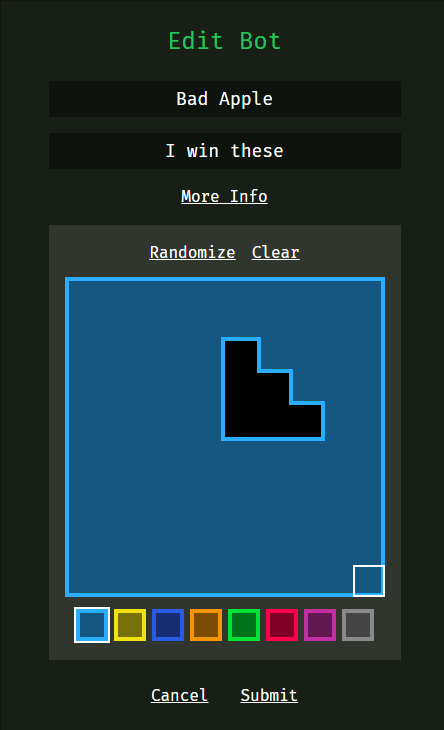 Edit Bot
Bad Apple
I win these
More Info
Randomize Clear
Cancel Submit